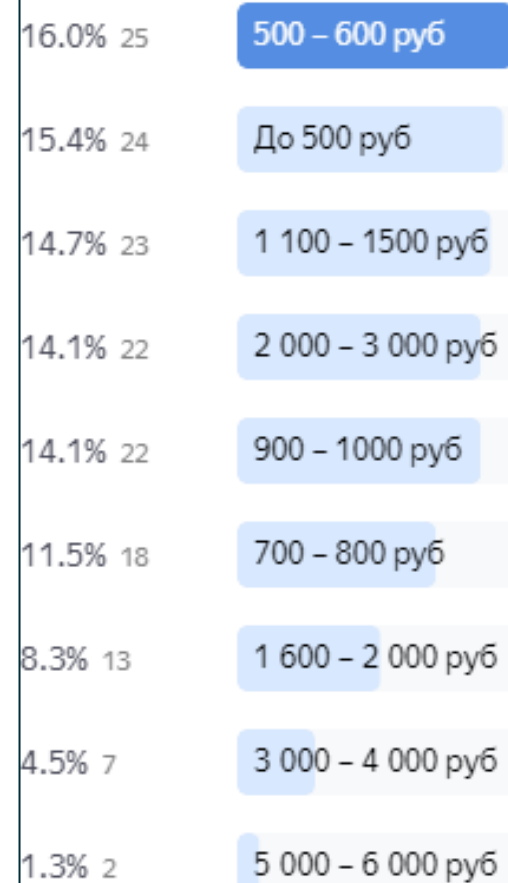 16.0% 25 500 – 600 руб
15.4% 24 До 500 руб
14.7% 23 1 100 – 1500 руб
14.1% 22 2 000 – 3 000 руб
14.1% 22 900 – 1000 руб
11.5% 18 700 – 800 руб
8.3% 13 1 600 – 2 000 руб
4.5% 7 3 000 – 4 000 руб
1.3% 2 5 000 – 6 000 руб